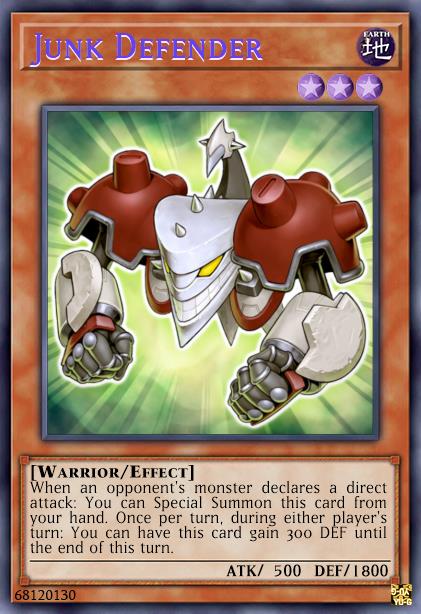 JUNK DEFENDER
EARTH
地
[WARRIOR/EFFECT]
When an opponent's monster declares a direct
attack: You can Special Summon this card from
your hand. Once per turn, during either player's
turn: You can have this card gain 300 DEF until
the end of this turn.
ATK/ 500 DEF/1800
68120130